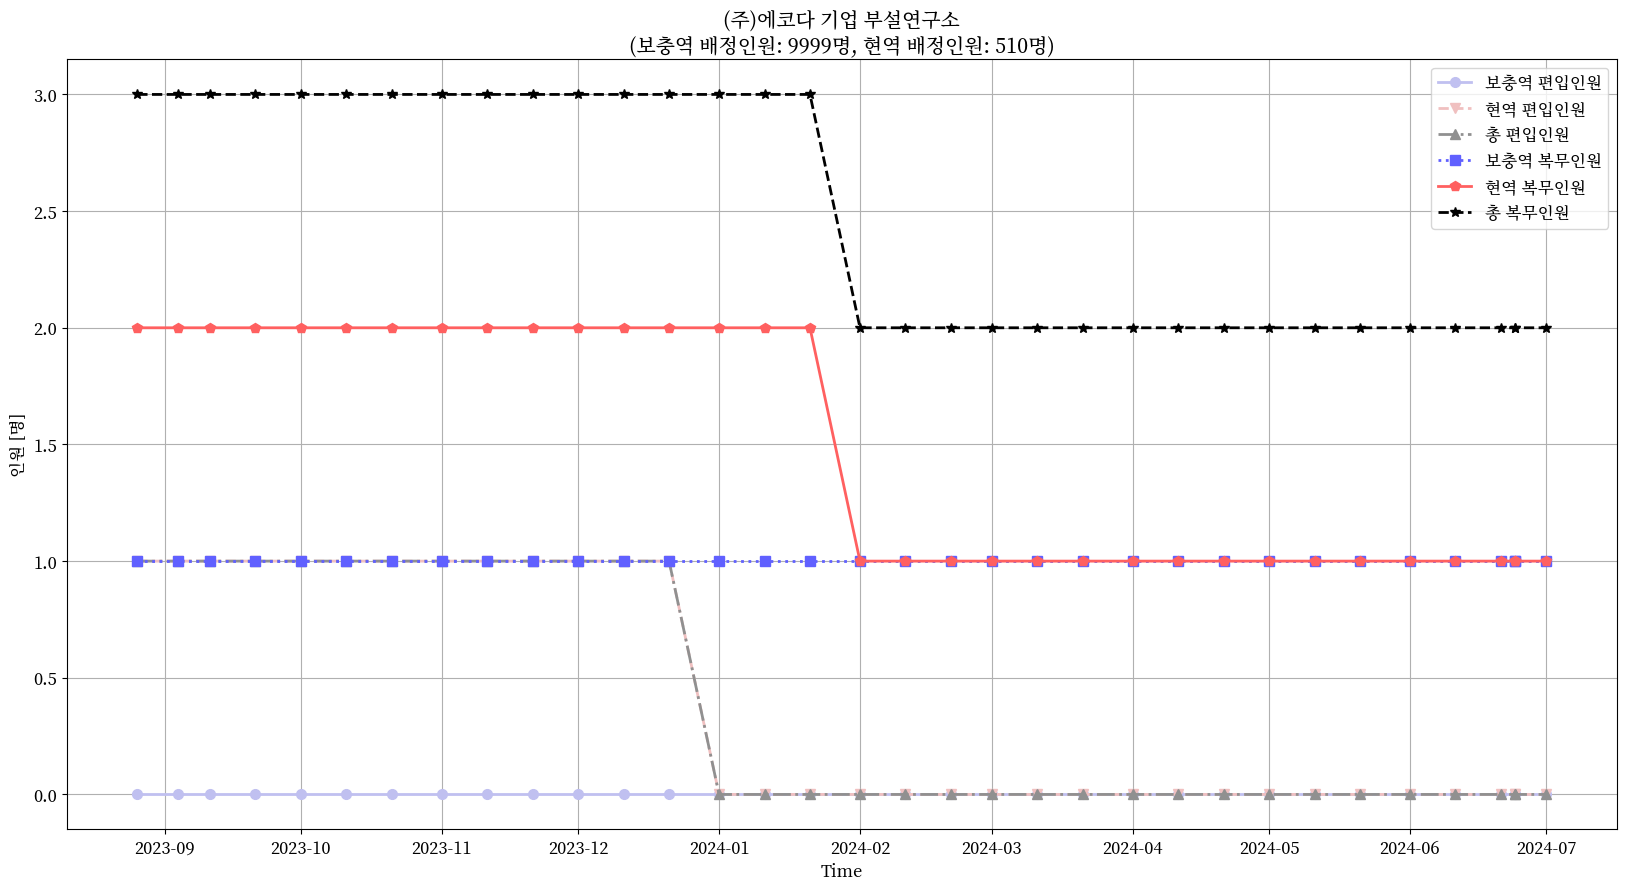 (주)에코다 기업 부설연구소
(보충역 배정인원: 9999명, 현역 배정인원: 510명)
보충역 편입인원
현역 편입인원
총 편입인원
보충역 복무인원
현역 복무인원
총 복무인원
3.0
2.5
2.0
1.5
1.0
0.5
0.0
인원 [명]
2023-09 2023-10 2023-11 2023-12 2024-01 2024-02 2024-03 2024-04 2024-05 2024-06 2024-07
Time